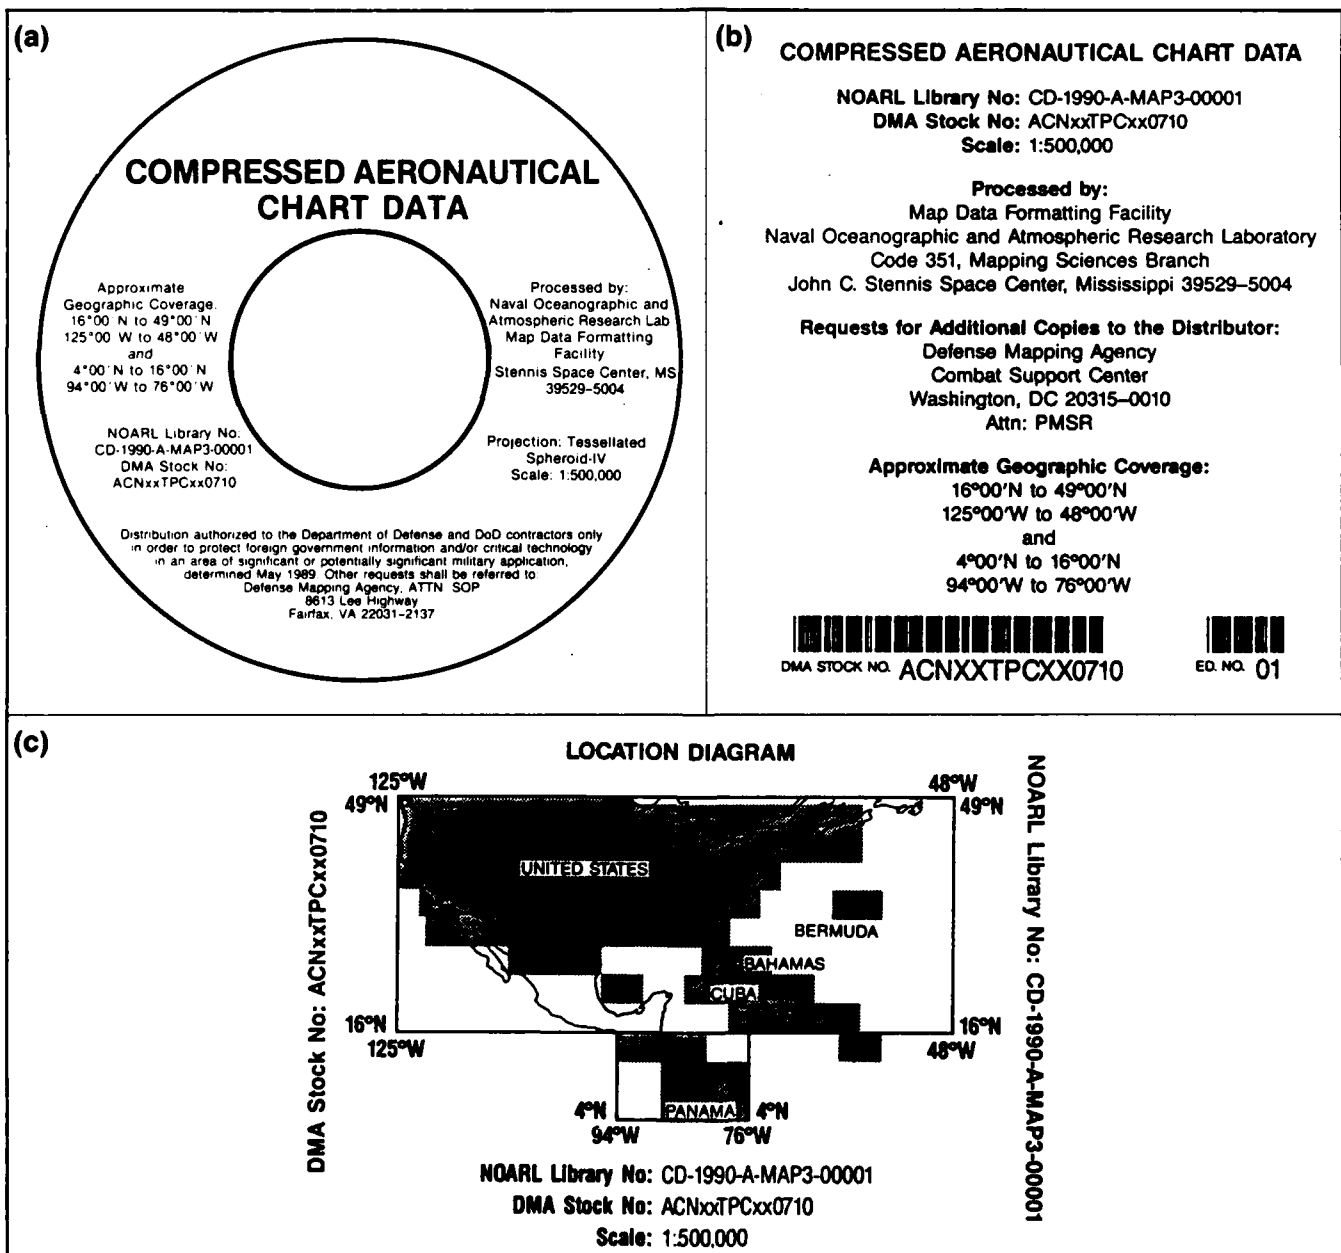 (a)
COMPRESSED AERONAUTICAL
CHART DATA
Approximate
Geographic Coverage:
16°00'N to 49°00'N
125°00'W to 48°00'W
and
4°00'N to 16°00'N
94°00'W to 76°00'W
NOARL Library No:
CD-1990-A-MAP3-00001
DMA Stock No:
ACNxxTPCxx0710
Processed by:
Naval Oceanographic and
Atmospheric Research Lab
Map Data Formatting
Facility
Stennis Space Center, MS
39529-5004
Projection: Tessellated
Spheroid-IV
Scale: 1:500,000
Distribution authorized to the Department of Defense and DoD contractors only
in order to protect foreign government information and/or critical technology
in an area of significant or potentially significant military application,
determined May 1989. Other requests shall be referred to:
Defense Mapping Agency, ATTN SOP
8613 Lee Highway
Fairfax, VA 22031-2137
(b)
COMPRESSED AERONAUTICAL CHART DATA
NOARL Library No: CD-1990-A-MAP3-00001
DMA Stock No: ACNxxTPCxx0710
Scale: 1:500,000
Processed by:
Map Data Formatting Facility
Naval Oceanographic and Atmospheric Research Laboratory
Code 351, Mapping Sciences Branch
John C. Stennis Space Center, Mississippi 39529-5004
Requests for Additional Copies to the Distributor:
Defense Mapping Agency
Combat Support Center
Washington, DC 20315-0010
Attn: PMSR
Approximate Geographic Coverage:
16°00'N to 49°00'N
125°00'W to 48°00'W
and
4°00'N to 16°00'N
94°00'W to 76°00'W
DMA STOCK NO. ACNXXTPCXX0710 ED. NO. 01
(c)
LOCATION DIAGRAM
125°W 48°W
49°N 49°N
UNITED STATES
BERMUDA
BAHAMAS
CUBA
16°N 16°N
125°W 48°W
4°N PANAMA 4°N
94°W 76°W
DMA Stock No: ACNxxTPCxx0710
NOARL Library No: CD-1990-A-MAP3-00001
NOARL Library No: CD-1990-A-MAP3-00001
DMA Stock No: ACNxxTPCxx0710
Scale: 1:500,000